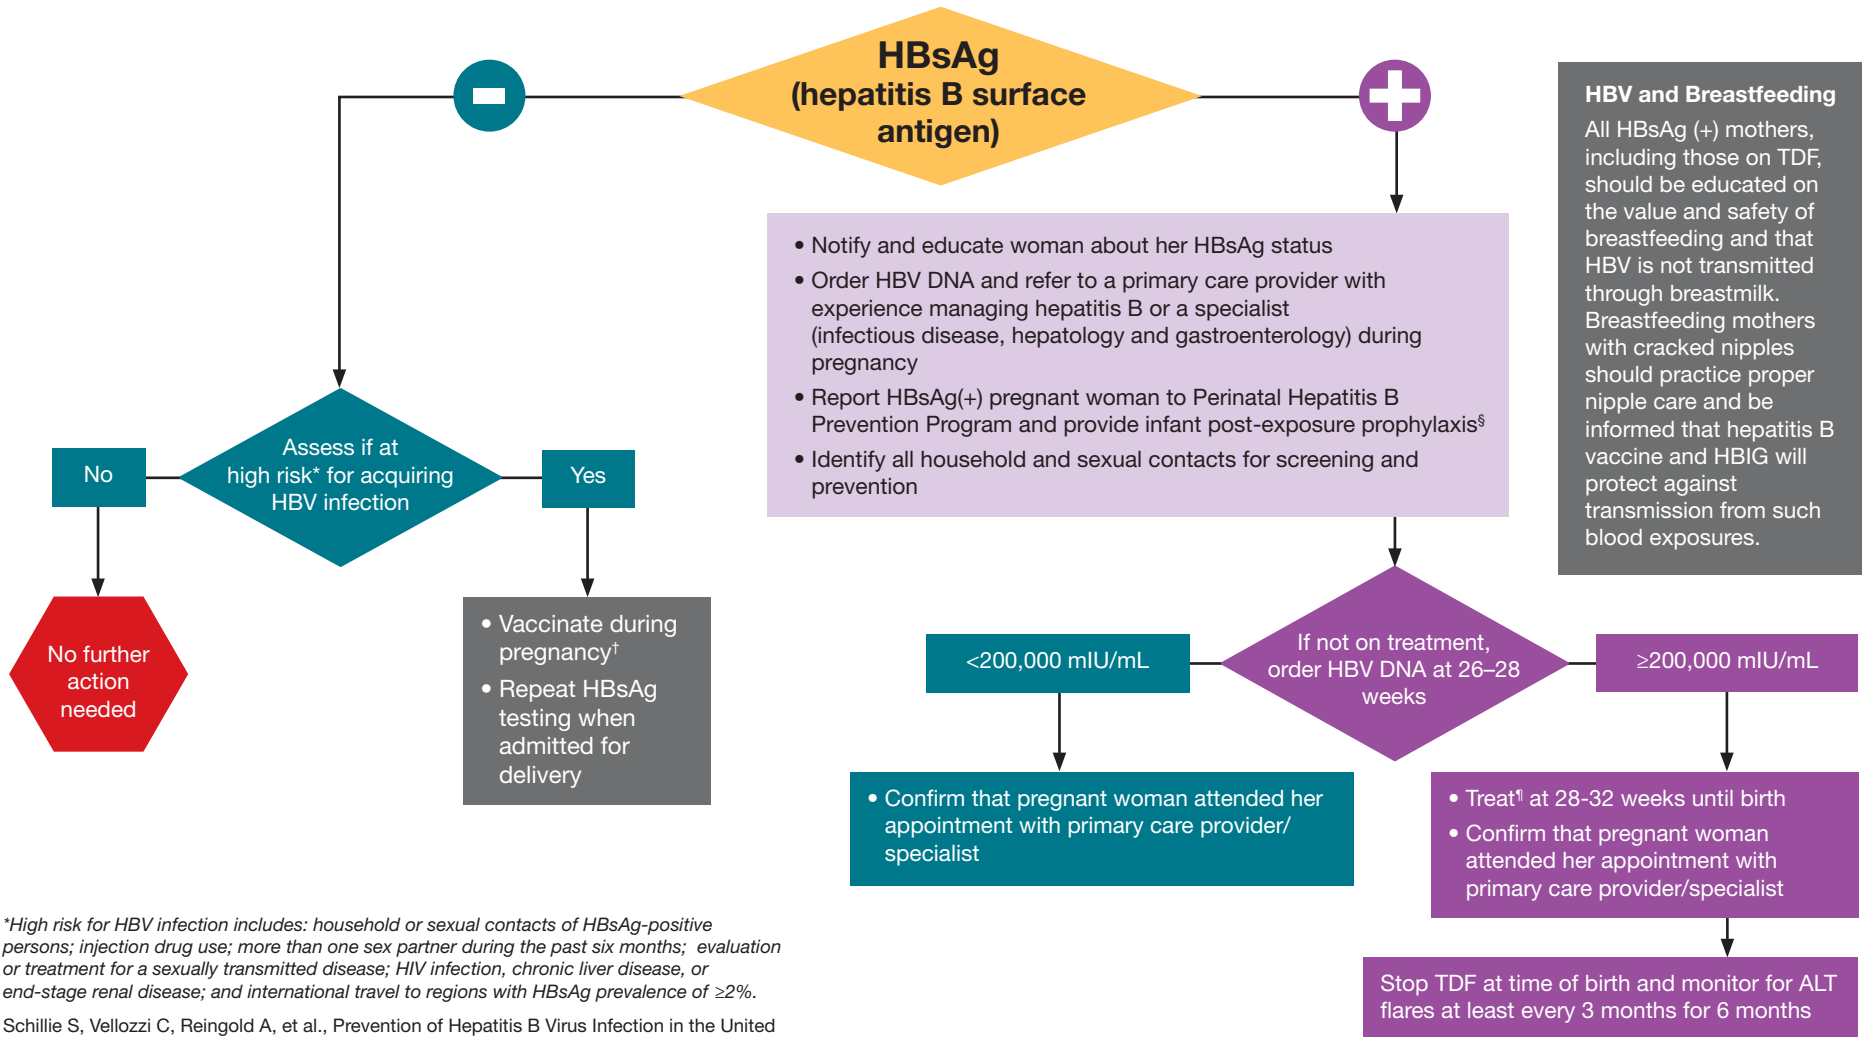 HBsAg
(hepatitis B surface
antigen)
HBV and Breastfeeding
All HBsAg (+) mothers,
including those on TDF,
should be educated on
the value and safety of
breastfeeding and that
HBV is not transmitted
through breastmilk.
Breastfeeding mothers
with cracked nipples
should practice proper
nipple care and be
informed that hepatitis B
vaccine and HBIG will
protect against
transmission from such
blood exposures.
• Notify and educate woman about her HBsAg status
• Order HBV DNA and refer to a primary care provider with
experience managing hepatitis B or a specialist
(infectious disease, hepatology and gastroenterology) during
pregnancy
• Report HBsAg(+) pregnant woman to Perinatal Hepatitis B
Prevention Program and provide infant post-exposure prophylaxis§
• Identify all household and sexual contacts for screening and
prevention
Assess if at
high risk* for acquiring
HBV infection
No
Yes
No further
action
needed
• Vaccinate during
pregnancy†
• Repeat HBsAg
testing when
admitted for
delivery
If not on treatment,
order HBV DNA at 26–28
weeks
<200,000 mIU/mL
≥200,000 mIU/mL
• Confirm that pregnant woman attended her
appointment with primary care provider/
specialist
• Treat¶ at 28-32 weeks until birth
• Confirm that pregnant woman
attended her appointment with
primary care provider/specialist
Stop TDF at time of birth and monitor for ALT
flares at least every 3 months for 6 months
*High risk for HBV infection includes: household or sexual contacts of HBsAg-positive
persons; injection drug use; more than one sex partner during the past six months; evaluation
or treatment for a sexually transmitted disease; HIV infection, chronic liver disease, or
end-stage renal disease; and international travel to regions with HBsAg prevalence of ≥2%.
Schillie S, Vellozzi C, Reingold A, et al., Prevention of Hepatitis B Virus Infection in the United